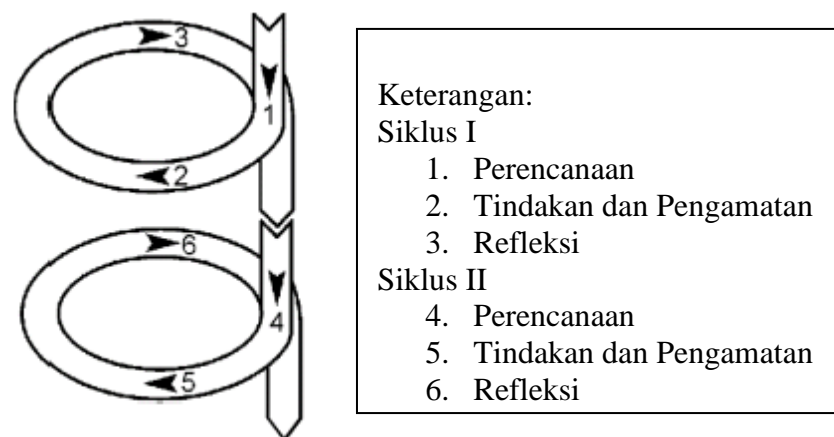 3
1
2
6
4
5
Keterangan:
Siklus I
1. Perencanaan
2. Tindakan dan Pengamatan
3. Refleksi
Siklus II
4. Perencanaan
5. Tindakan dan Pengamatan
6. Refleksi